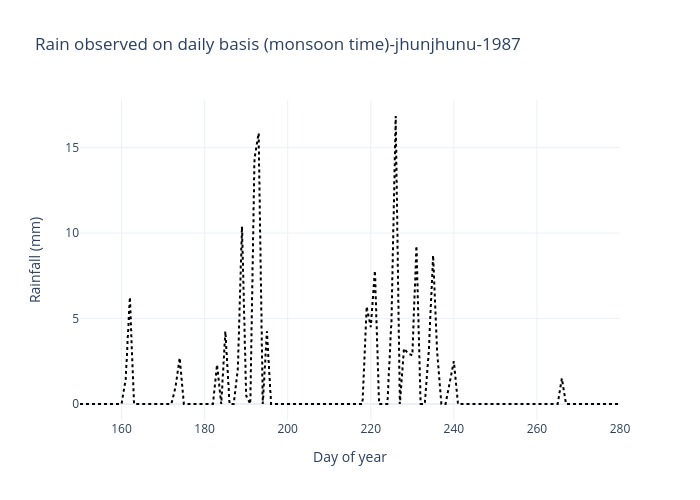 Rain observed on daily basis (monsoon time)-jhunjhunu-1987
15
10
5
0
Rainfall (mm)
160 180 200 220 240 260 280
Day of year